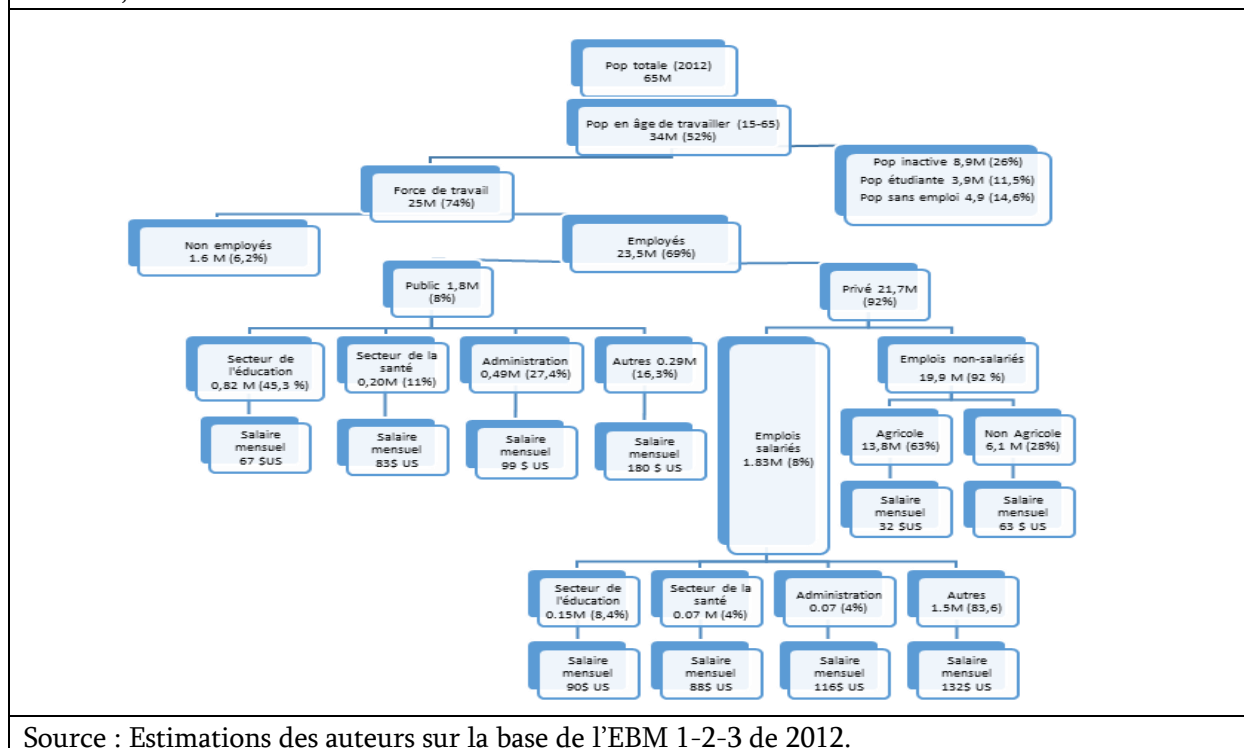 Pop totale (2012)
65M
Pop en âge de travailler (15-65)
34M (52%)
Pop inactive 8,9M (26%)
Pop étudiante 3,9M (11,5%)
Pop sans emploi 4,9 (14,6%)
Force de travail
25M (74%)
Non employés
1.6 M (6,2%)
Employés
23,5M (69%)
Public 1,8M
(8%)
Privé 21,7M
(92%)
Secteur de
l'éducation
0,82 M (45,3 %)
Secteur de la
santé
0,20M (11%)
Administration
0,49M (27,4%)
Autres 0.29M
(16,3%)
Emplois non-salariés
19,9 M (92 %)
Salaire
mensuel
67 $US
Salaire
mensuel
83$ US
Salaire
mensuel
99 $ US
Salaire
mensuel
180 $ US
Emplois
salariés
1.83M (8%)
Agricole
13,8M (63%)
Non Agricole
6,1 M (28%)
Salaire
mensuel
32 $US
Salaire
mensuel
63 $ US
Secteur de
l'éducation
0.15M (8,4%)
Secteur de la
santé
0.07 M (4%)
Administration
0.07 (4%)
Autres
1.5M (83,6)
Salaire
mensuel
90$ US
Salaire
mensuel
88$ US
Salaire
mensuel
116$ US
Salaire
mensuel
132$ US
Source : Estimations des auteurs sur la base de l'EBM 1-2-3 de 2012.